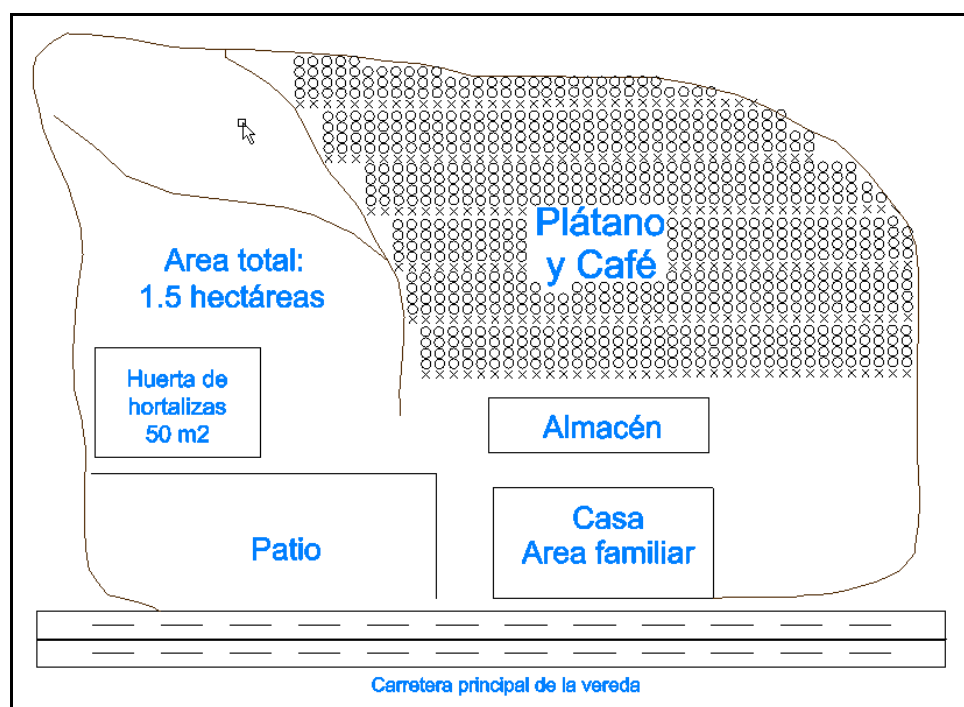 Plátano
y Café
Area total:
1.5 hectáreas
Huerta de
hortalizas
50 m2
Almacén
Patio
Casa
Area familiar
Carretera principal de la vereda